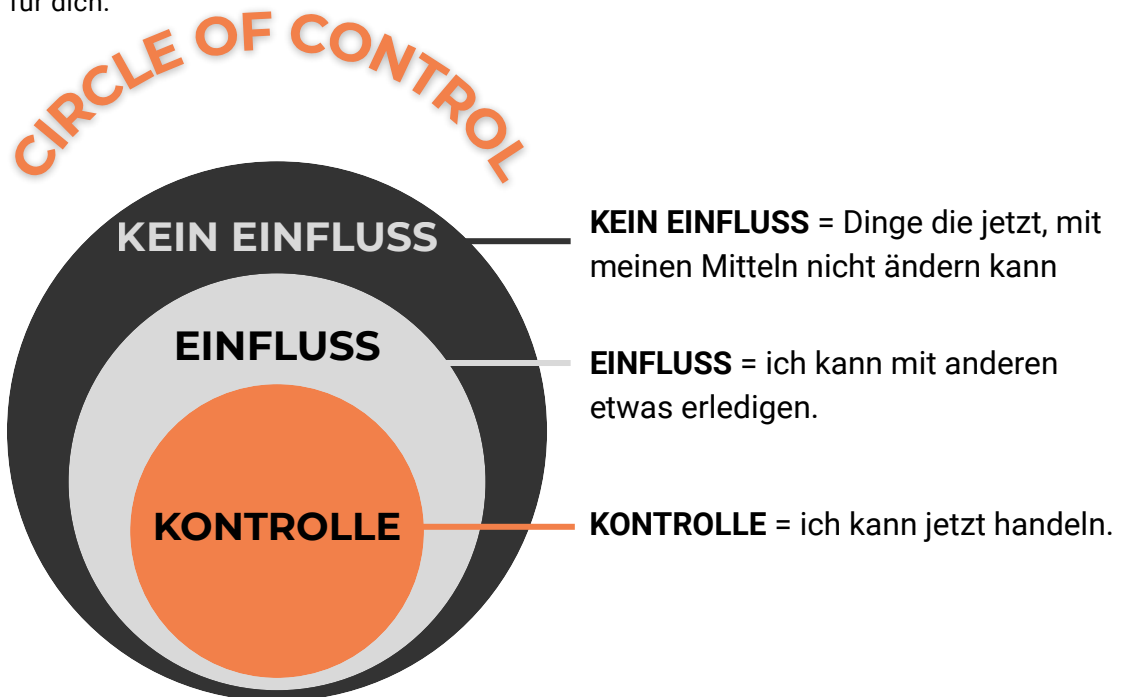 für dich.
CIRCLE OF CONTROL
KEIN EINFLUSS
KEIN EINFLUSS = Dinge die jetzt, mit
meinen Mitteln nicht ändern kann
EINFLUSS
EINFLUSS = ich kann mit anderen
etwas erledigen.
KONTROLLE
KONTROLLE = ich kann jetzt handeln.